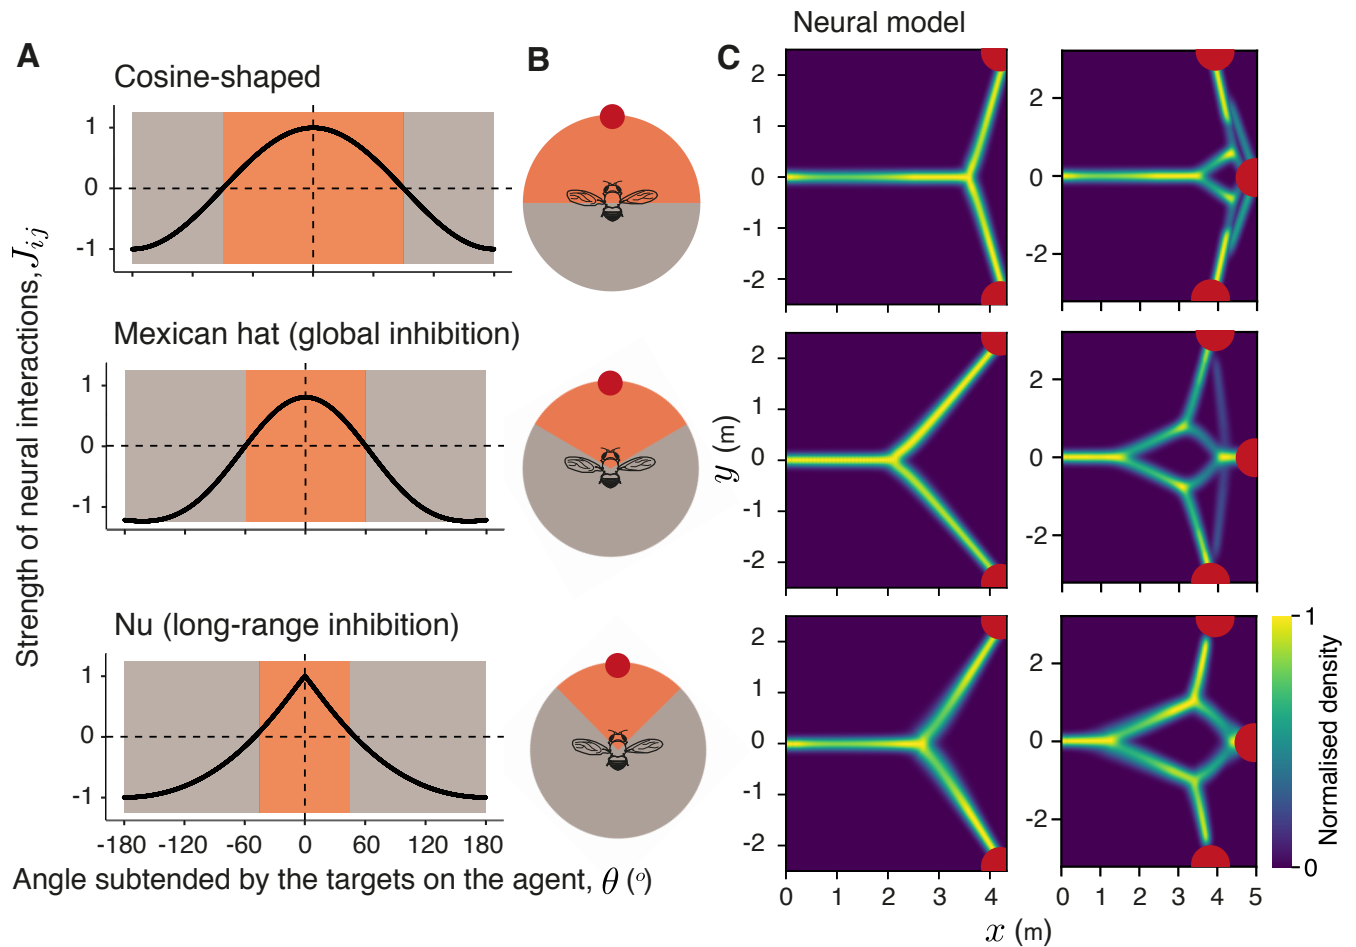 A
B
C
Neural model
Cosine-shaped
1
0
-1
Mexican hat (global inhibition)
1
0
-1
Nu (long-range inhibition)
1
0
-1
-180 -120 -60 0 60 120 180
Strength of neural interactions, Jij
Angle subtended by the targets on the agent, θ (°)
2
1
0
-1
-2
2
0
-2
2
1
0
-1
-2
2
0
-2
2
1
0
-1
-2
2
0
-2
0 1 2 3 4
0 1 2 3 4 5
y (m)
x (m)
1
0
Normalised density